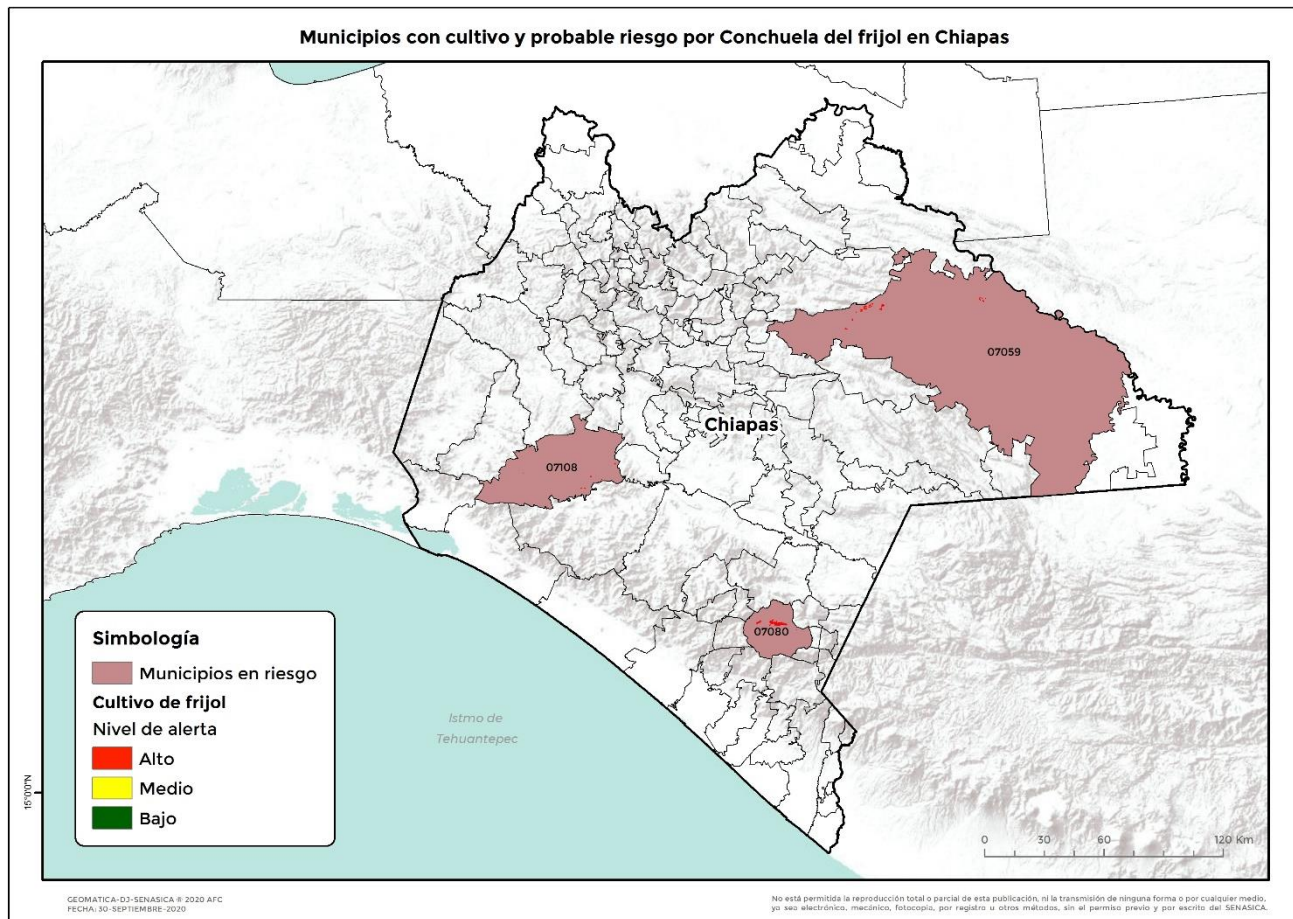 Municipios con cultivo y probable riesgo por Conchuela del frijol en Chiapas
07059
Chiapas
07108
07080
Simbología
Municipios en riesgo
Cultivo de frijol
Nivel de alerta
Alto
Medio
Bajo
Istmo de
Tehuantepec
15°0'0"N
0 30 60 120 Km
GEOMATICA-DJ-SENASICA © 2020 AFC
FECHA: 30-SEPTIEMBRE-2020
No está permitida la reproducción total o parcial de esta publicación, ni la transmisión de ninguna forma o por cualquier medio,
ya sea electrónico, mecánico, fotocopia, por registro u otros métodos, sin el permiso previo y por escrito del SENASICA.